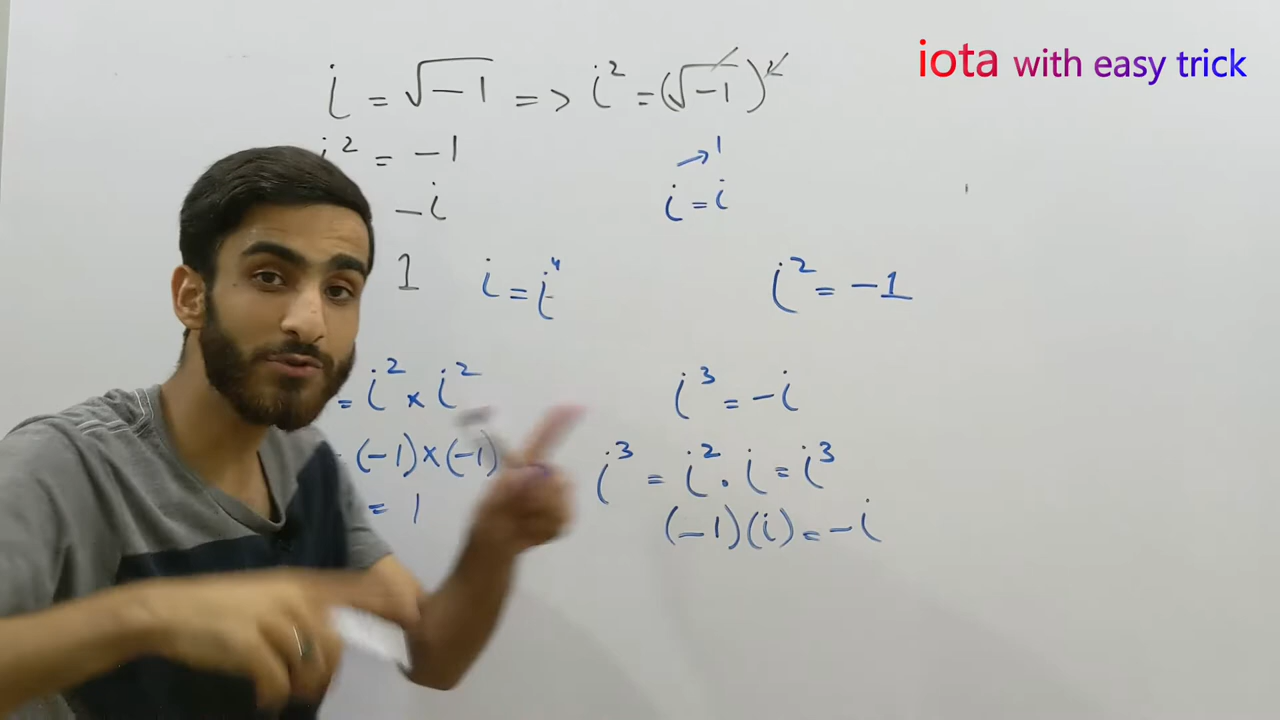 iota with easy trick
i = √-1 => i² = (√-1)²
i² = -1
→ 1
-i
i = i
1
i = i⁴
i² = -1
= i² × i²
i³ = -i
= (-1)×(-1)
i³ = i² . i = i³
= 1
(-1)(i) = -i